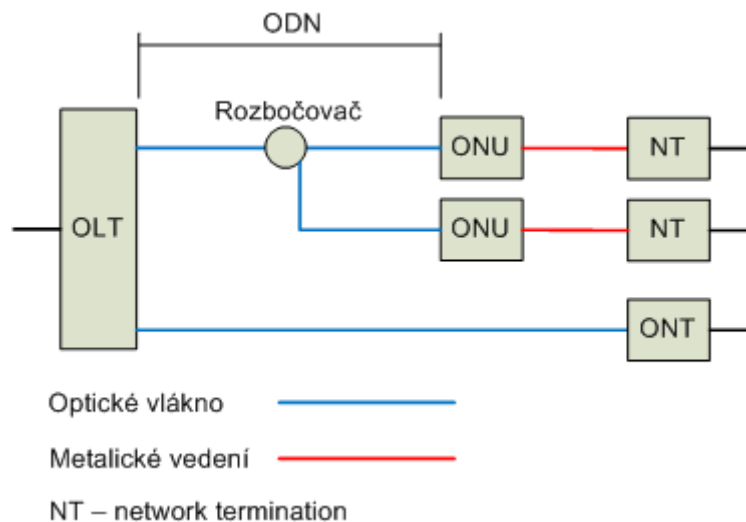 ODN
Rozbočovač
ONU
NT
OLT
ONU
NT
ONT
Optické vlákno
Metalické vedení
NT – network termination